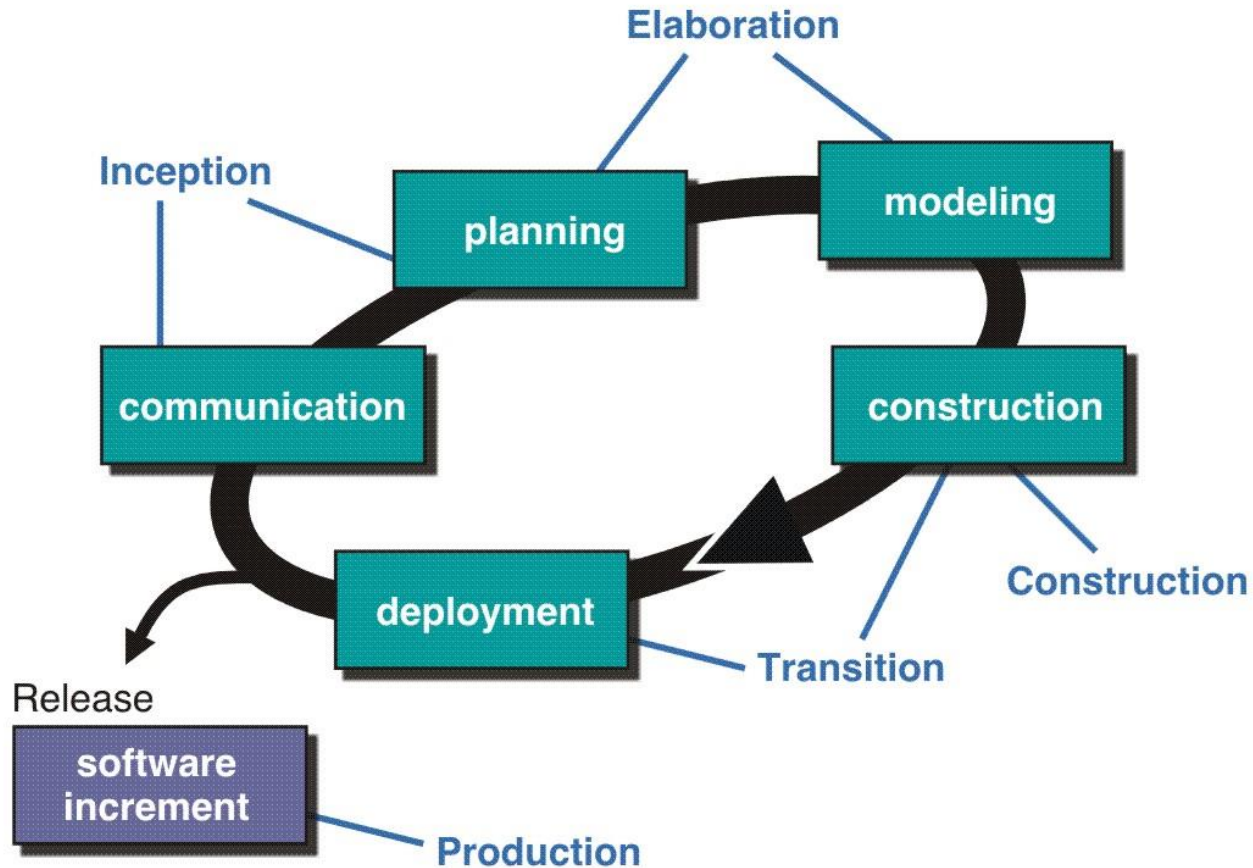 Elaboration
Inception
planning
modeling
communication
construction
Construction
deployment
Transition
Release
software
increment
Production